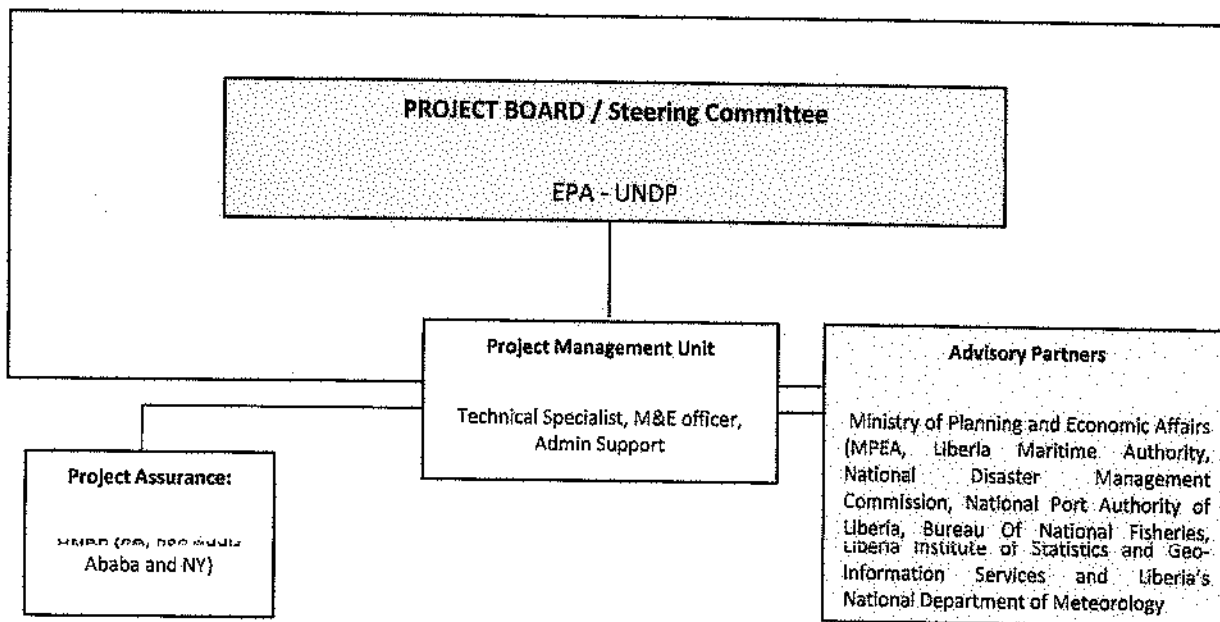 PROJECT BOARD / Steering Committee
EPA - UNDP
Project Management Unit
Technical Specialist, M&E officer,
Admin Support
Advisory Partners
Ministry of Planning and Economic Affairs
(MPEA, Liberia Maritime Authority,
National Disaster Management
Commission, National Port Authority of
Liberia, Bureau Of National Fisheries,
Liberia Institute of Statistics and Geo-
Information Services and Liberia's
National Department of Meteorology
Project Assurance:
Ababa and NY)